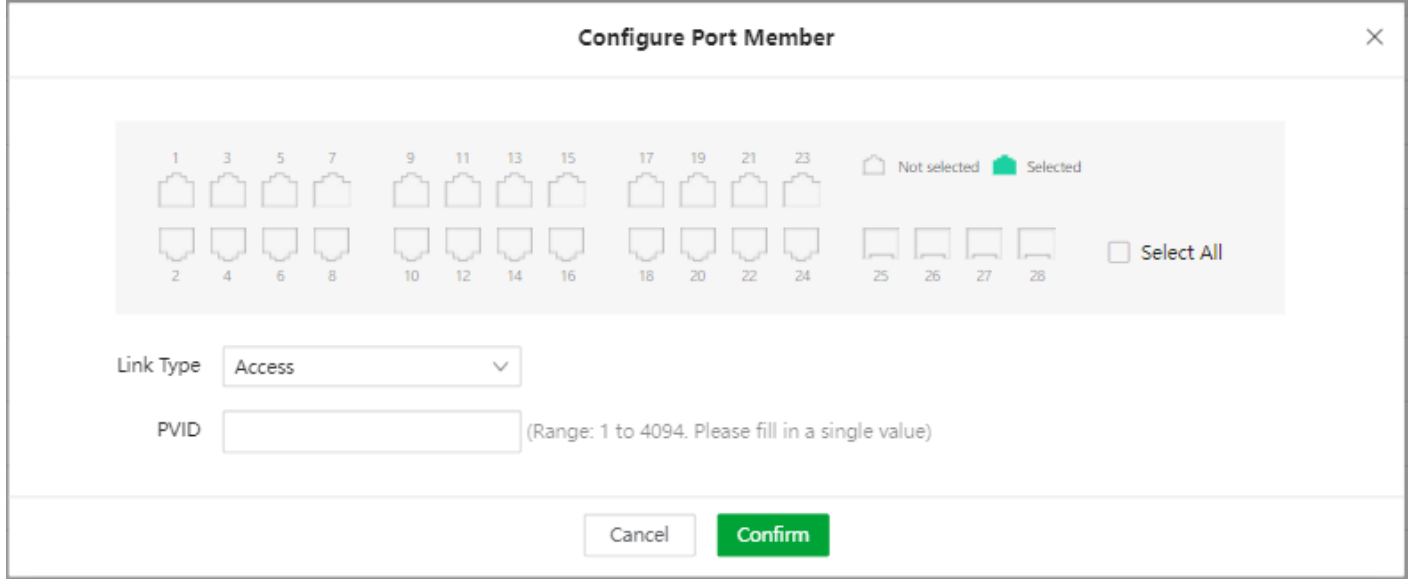 Configure Port Member
1 3 5 7 9 11 13 15 17 19 21 23 Not selected Selected
Select All
2 4 6 8 10 12 14 16 18 20 22 24 25 26 27 28
Link Type Access
PVID (Range: 1 to 4094. Please fill in a single value)
Cancel Confirm